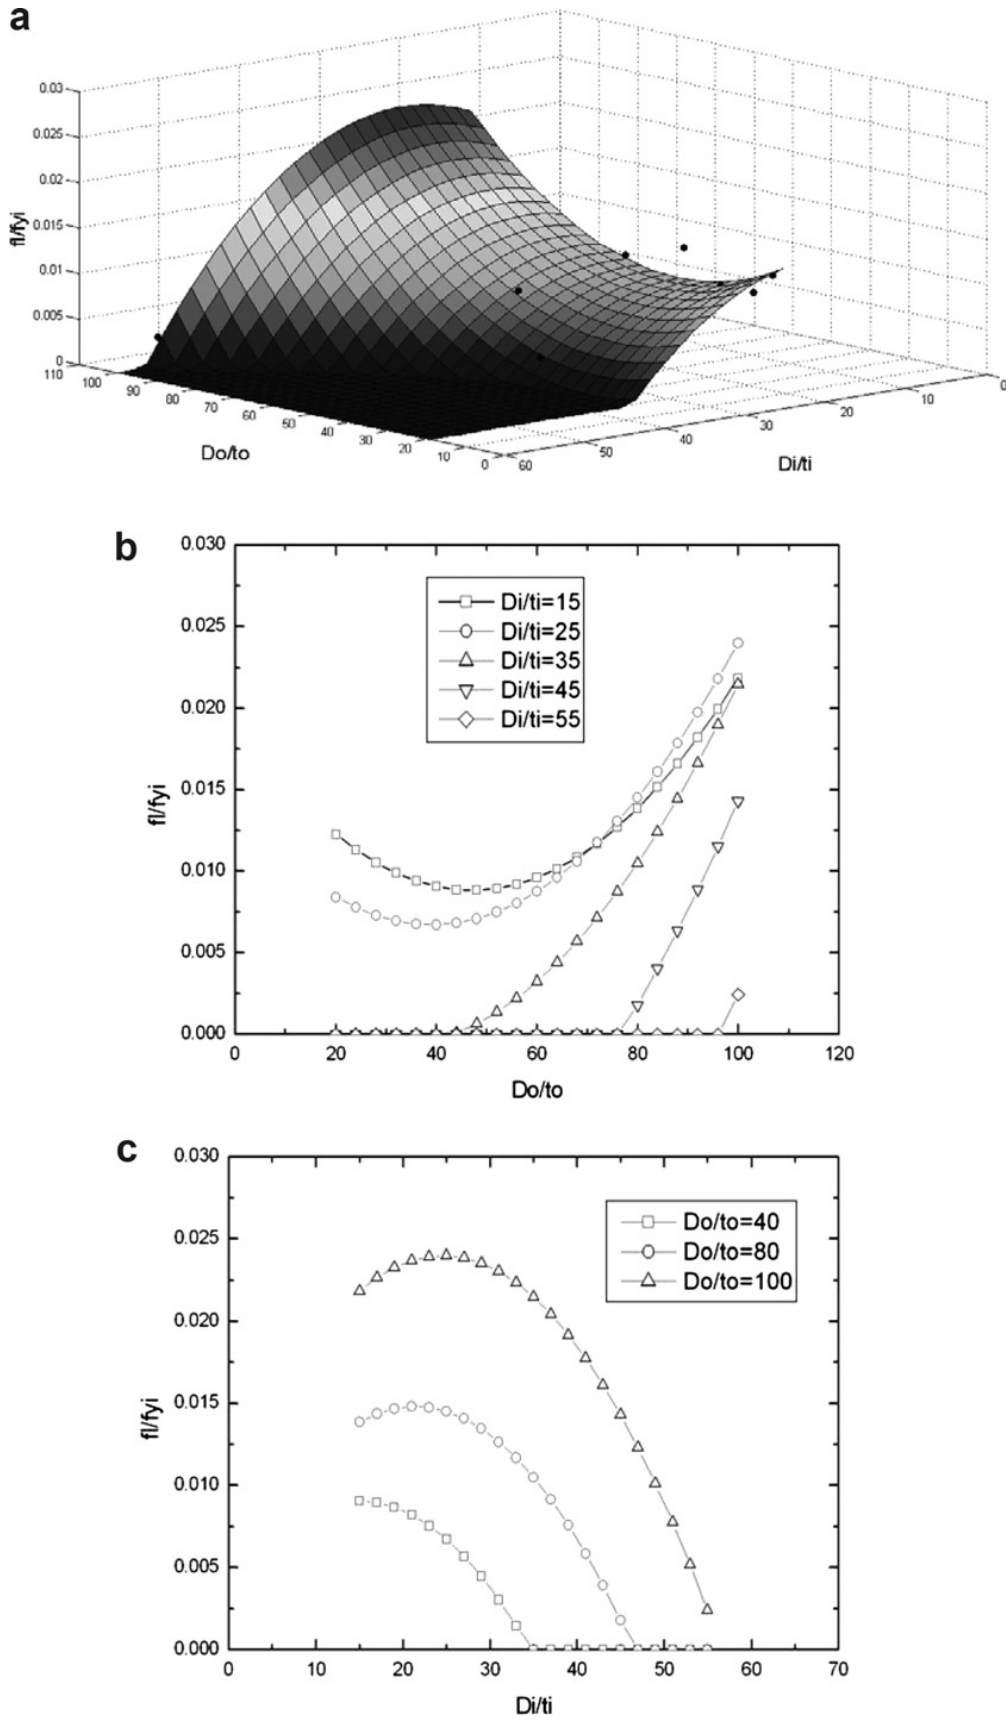 a
0.03
0.025
0.02
0.015
0.01
0.005
0
fl/fyi
110
100
90
80
70
60
50
40
30
20
10
0
Do/to
60
50
40
30
20
10
0
Di/ti
b
0.030
0.025
0.020
0.015
0.010
0.005
0.000
fl/fyi
Di/ti=15
Di/ti=25
Di/ti=35
Di/ti=45
Di/ti=55
0 20 40 60 80 100 120
Do/to
c
0.030
0.025
0.020
0.015
0.010
0.005
0.000
fl/fyi
Do/to=40
Do/to=80
Do/to=100
0 10 20 30 40 50 60 70
Di/ti